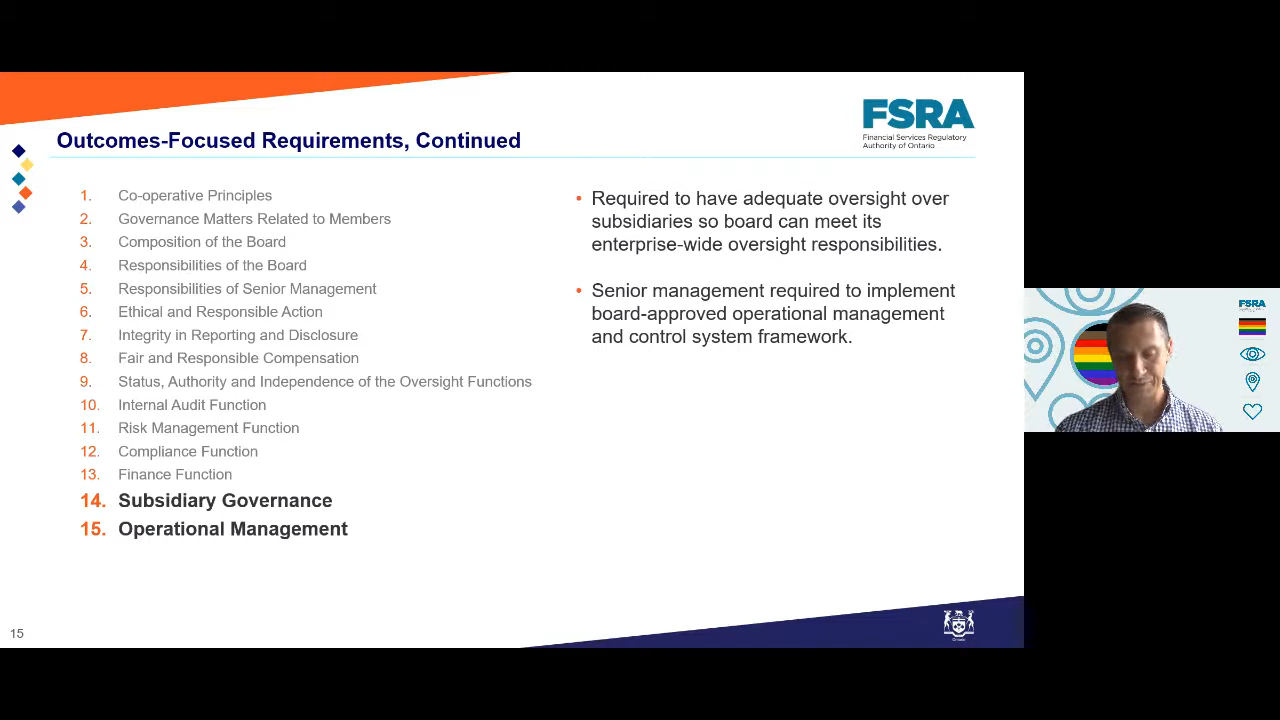 FSRA
Financial Services Regulatory
Authority of Ontario
Outcomes-Focused Requirements, Continued
1. Co-operative Principles
2. Governance Matters Related to Members
3. Composition of the Board
4. Responsibilities of the Board
5. Responsibilities of Senior Management
6. Ethical and Responsible Action
7. Integrity in Reporting and Disclosure
8. Fair and Responsible Compensation
9. Status, Authority and Independence of the Oversight Functions
10. Internal Audit Function
11. Risk Management Function
12. Compliance Function
13. Finance Function
14. Subsidiary Governance
15. Operational Management
• Required to have adequate oversight over
subsidiaries so board can meet its
enterprise-wide oversight responsibilities.
• Senior management required to implement
board-approved operational management
and control system framework.
FSRA
15
Ontario